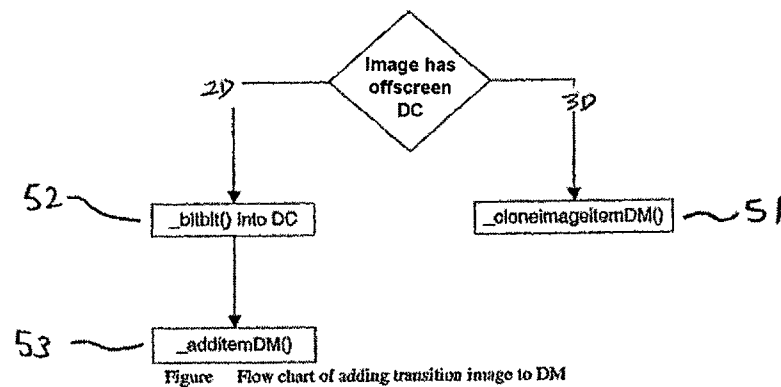 Image has
offscreen
DC
2D
3D
52
_bitblt() into DC
_cloneimageitemDM()
51
53
_additemDM()
Figure Flow chart of adding transition image to DM